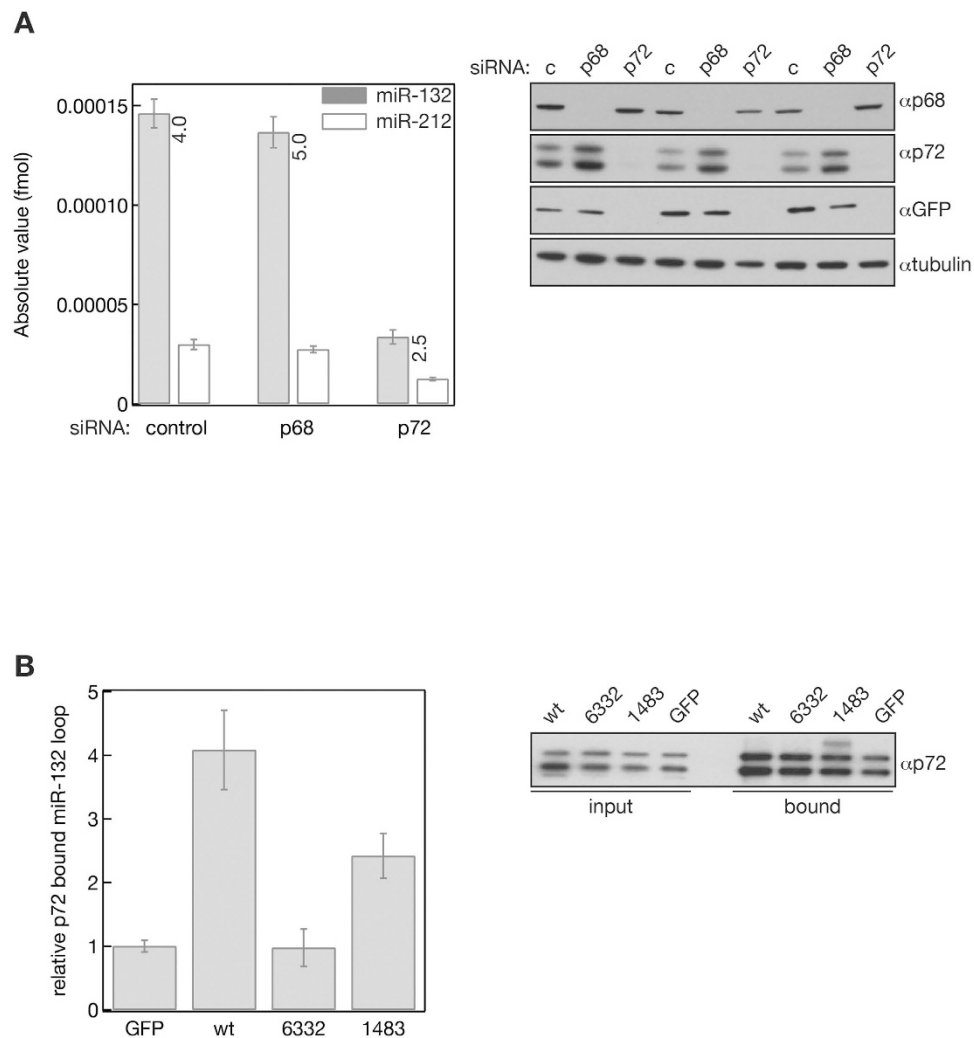 A
siRNA: c p68 p72 c p68 p72 c p68 p72
αp68
αp72
αGFP
αtubulin
Absolute value (fmol)
0.00015
0.00010
0.00005
0
miR-132
miR-212
4.0
5.0
2.5
siRNA: control p68 p72
B
relative p72 bound miR-132 loop
5
4
3
2
1
0
GFP wt 6332 1483
wt 6332 1483 GFP wt 6332 1483 GFP
αp72
input bound